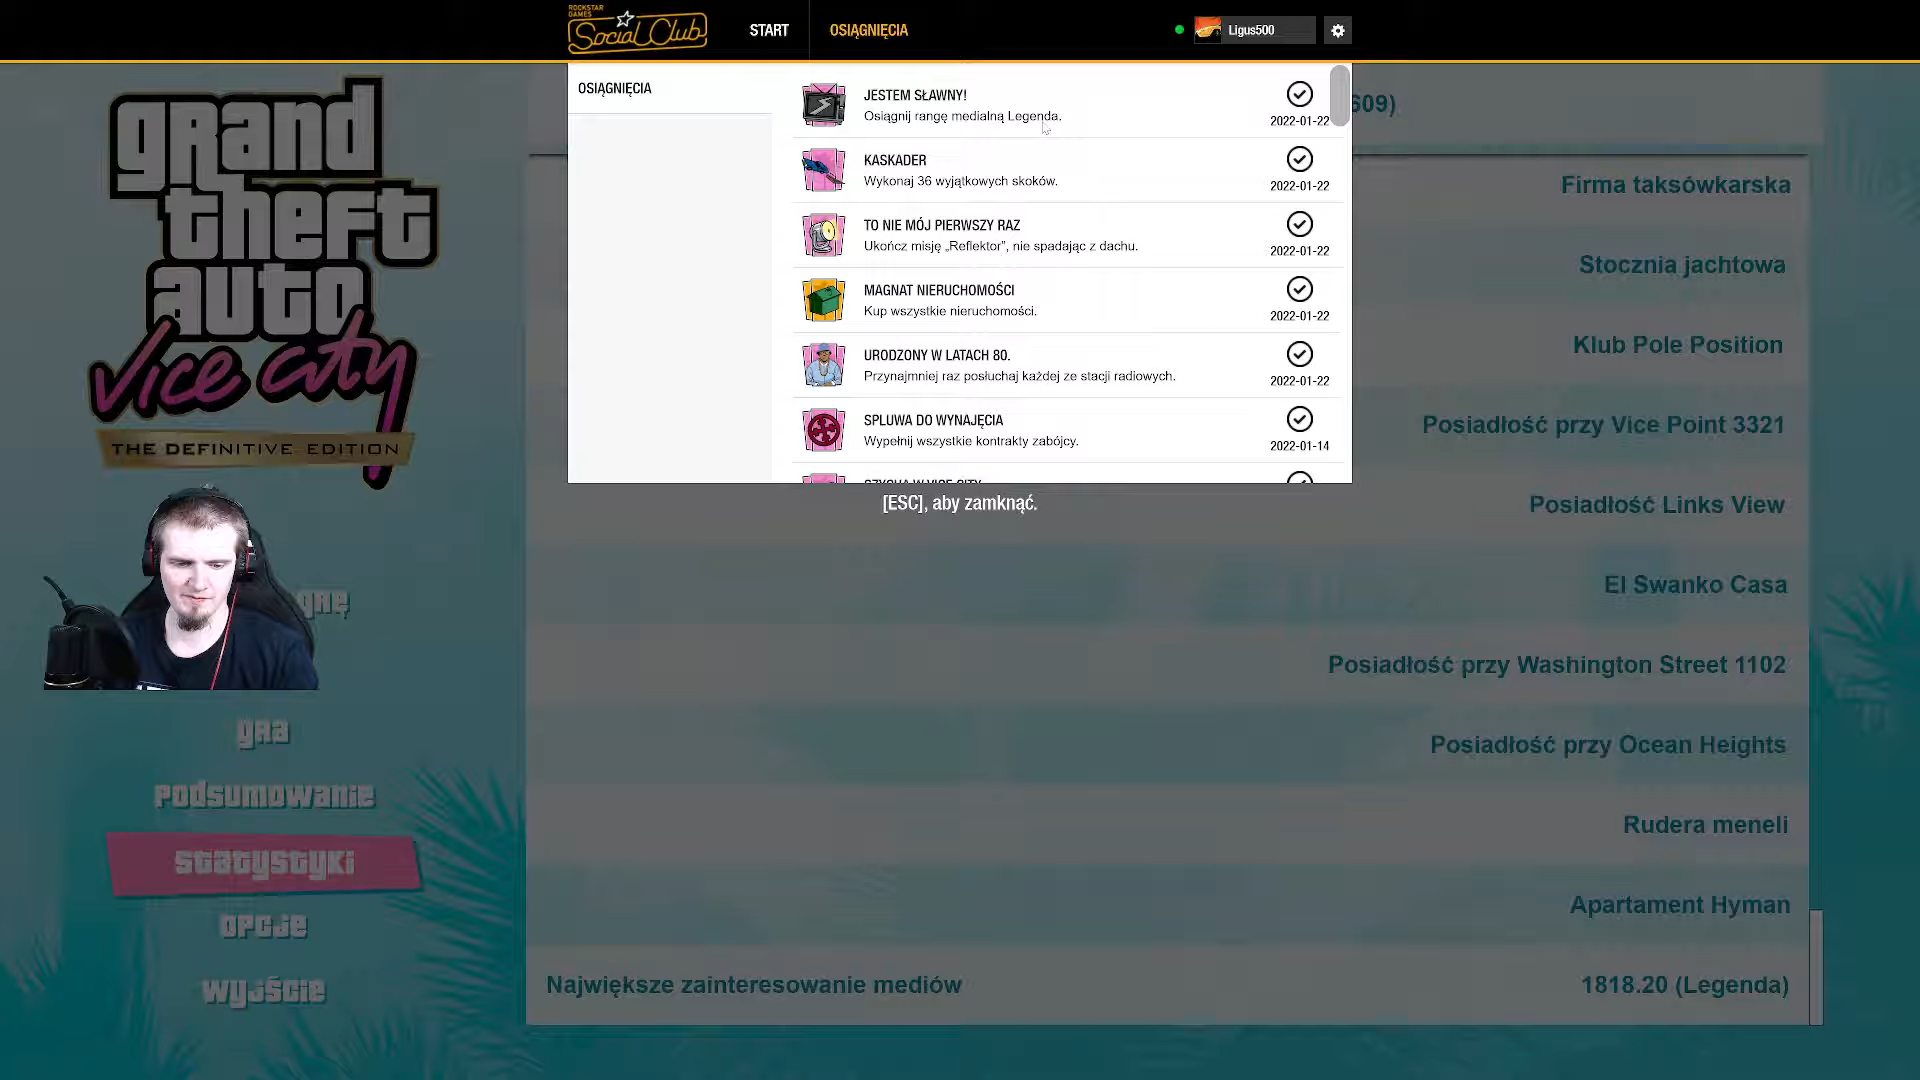 ROCKSTAR
GAMES
Social Club
START
OSIĄGNIĘCIA
Ligus500
OSIĄGNIĘCIA
JESTEM SŁAWNY!
Osiągnij rangę medialną Legenda.
2022-01-22
KASKADER
Wykonaj 36 wyjątkowych skoków.
2022-01-22
TO NIE MÓJ PIERWSZY RAZ
Ukończ misję „Reflektor”, nie spadając z dachu.
2022-01-22
MAGNAT NIERUCHOMOŚCI
Kup wszystkie nieruchomości.
2022-01-22
URODZONY W LATACH 80.
Przynajmniej raz posłuchaj każdej ze stacji radiowych.
2022-01-22
SPLUWA DO WYNAJĘCIA
Wypełnij wszystkie kontrakty zabójcy.
2022-01-14
[ESC], aby zamknąć.
grand
theft
auto
Vice City
THE DEFINITIVE EDITION
grę
gra
podsumowanie
statystyki
opcje
wyjście
609)
Firma taksówkarska
Stocznia jachtowa
Klub Pole Position
Posiadłość przy Vice Point 3321
Posiadłość Links View
El Swanko Casa
Posiadłość przy Washington Street 1102
Posiadłość przy Ocean Heights
Rudera meneli
Apartament Hyman
Największe zainteresowanie mediów
1818.20 (Legenda)